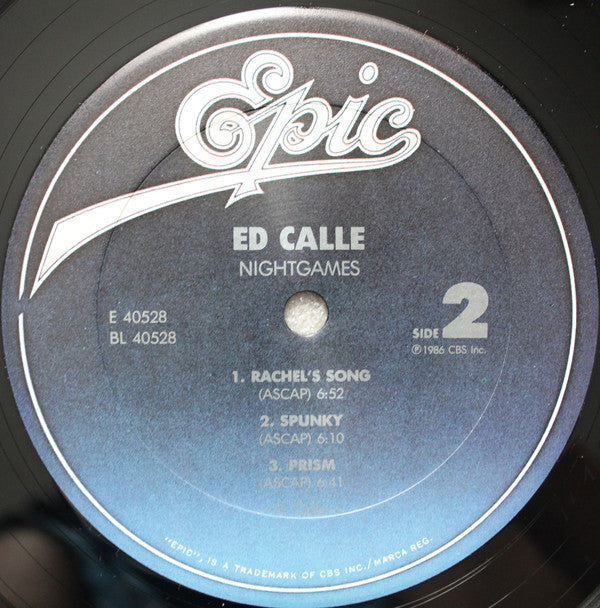 Epic
ED CALLE
NIGHTGAMES
E 40528
BL 40528
SIDE 2
℗1986 CBS Inc.
1. RACHEL'S SONG
(ASCAP) 6:52
2. SPUNKY
(ASCAP) 6:10
3. PRISM
(ASCAP) 6:41
"EPIC", IS A TRADEMARK OF CBS INC./MARCA REG.